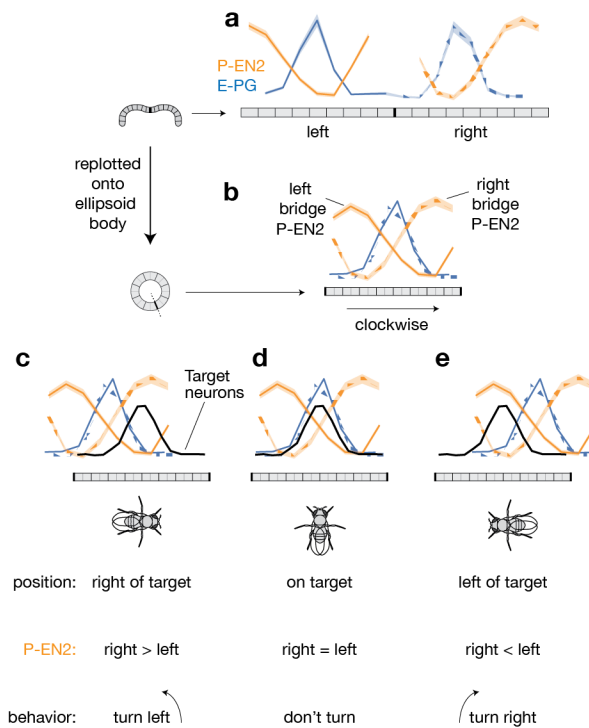 a
P-EN2
E-PG
left right
replotted
onto
ellipsoid
body
b
left
bridge
P-EN2
right
bridge
P-EN2
clockwise
c d e
Target
neurons
position: right of target on target left of target
P-EN2: right > left right = left right < left
behavior: turn left don't turn turn right